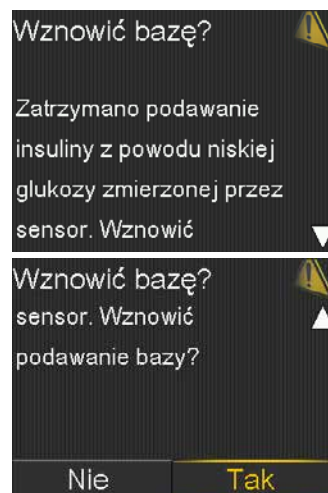 Wznowić bazę?
Zatrzymano podawanie
insuliny z powodu niskiej
glukozy zmierzonej przez
sensor. Wznowić
Wznowić bazę?
sensor. Wznowić
podawanie bazy?
Nie Tak